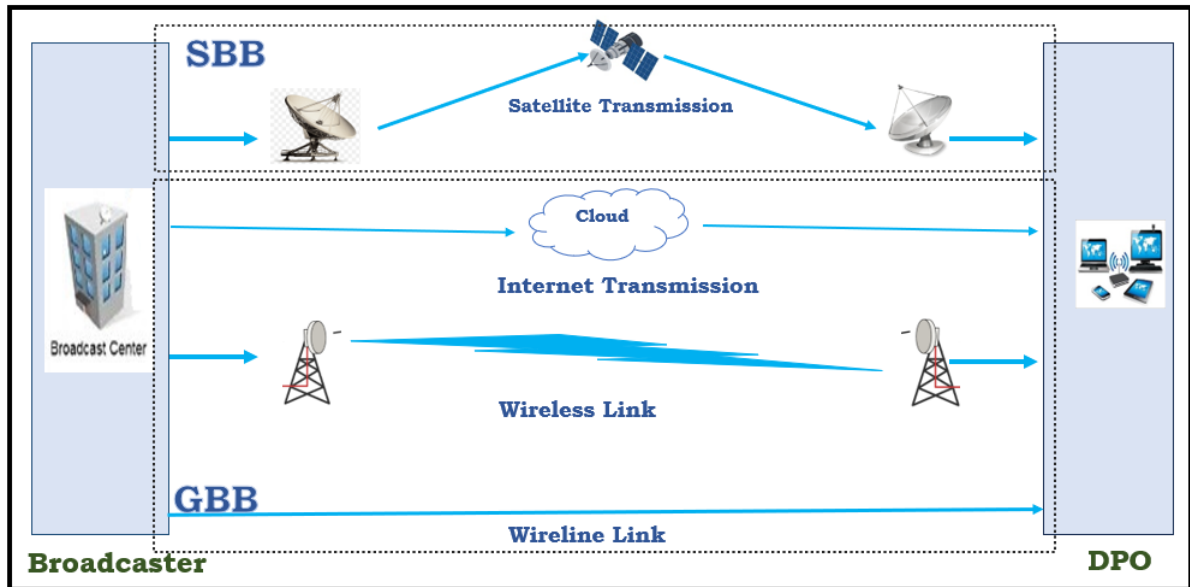 SBB
Satellite Transmission
Cloud
Internet Transmission
Broadcast Center
Wireless Link
GBB
Wireline Link
Broadcaster
DPO